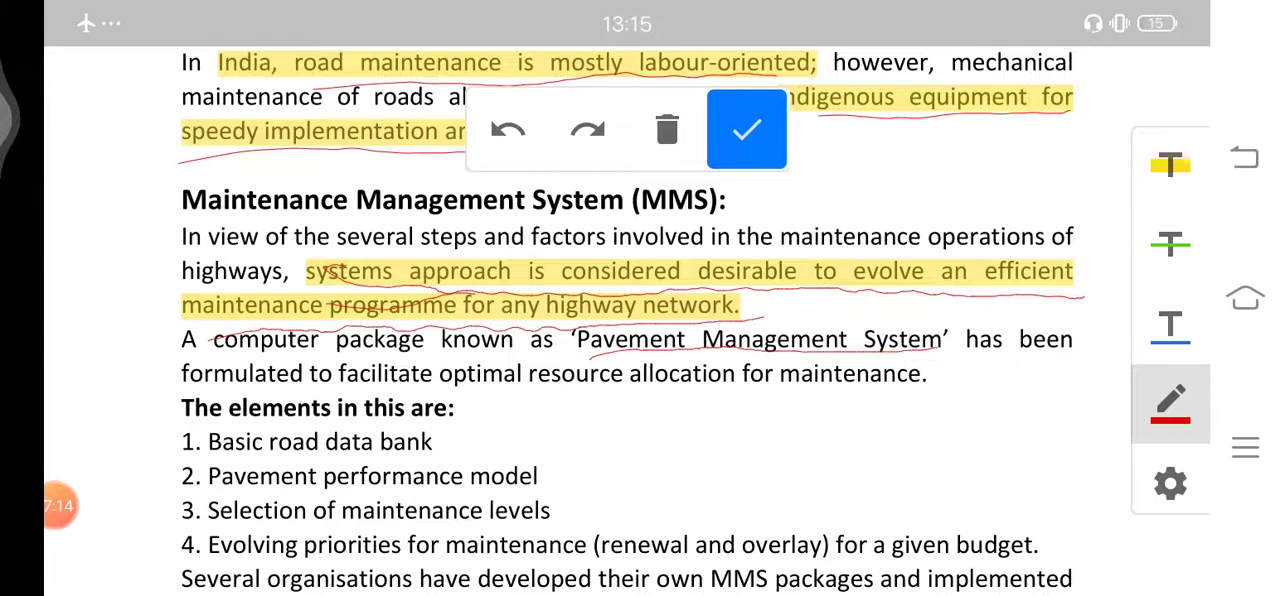 13:15
15
In India, road maintenance is mostly labour-oriented; however, mechanical
maintenance of roads ndigenous equipment for
speedy implementation
Maintenance Management System (MMS):
In view of the several steps and factors involved in the maintenance operations of
highways, systems approach is considered desirable to evolve an efficient
maintenance programme for any highway network.
A computer package known as ‘Pavement Management System’ has been
formulated to facilitate optimal resource allocation for maintenance.
The elements in this are:
1. Basic road data bank
2. Pavement performance model
3. Selection of maintenance levels
7:14
4. Evolving priorities for maintenance (renewal and overlay) for a given budget.
Several organisations have developed their own MMS packages and implemented